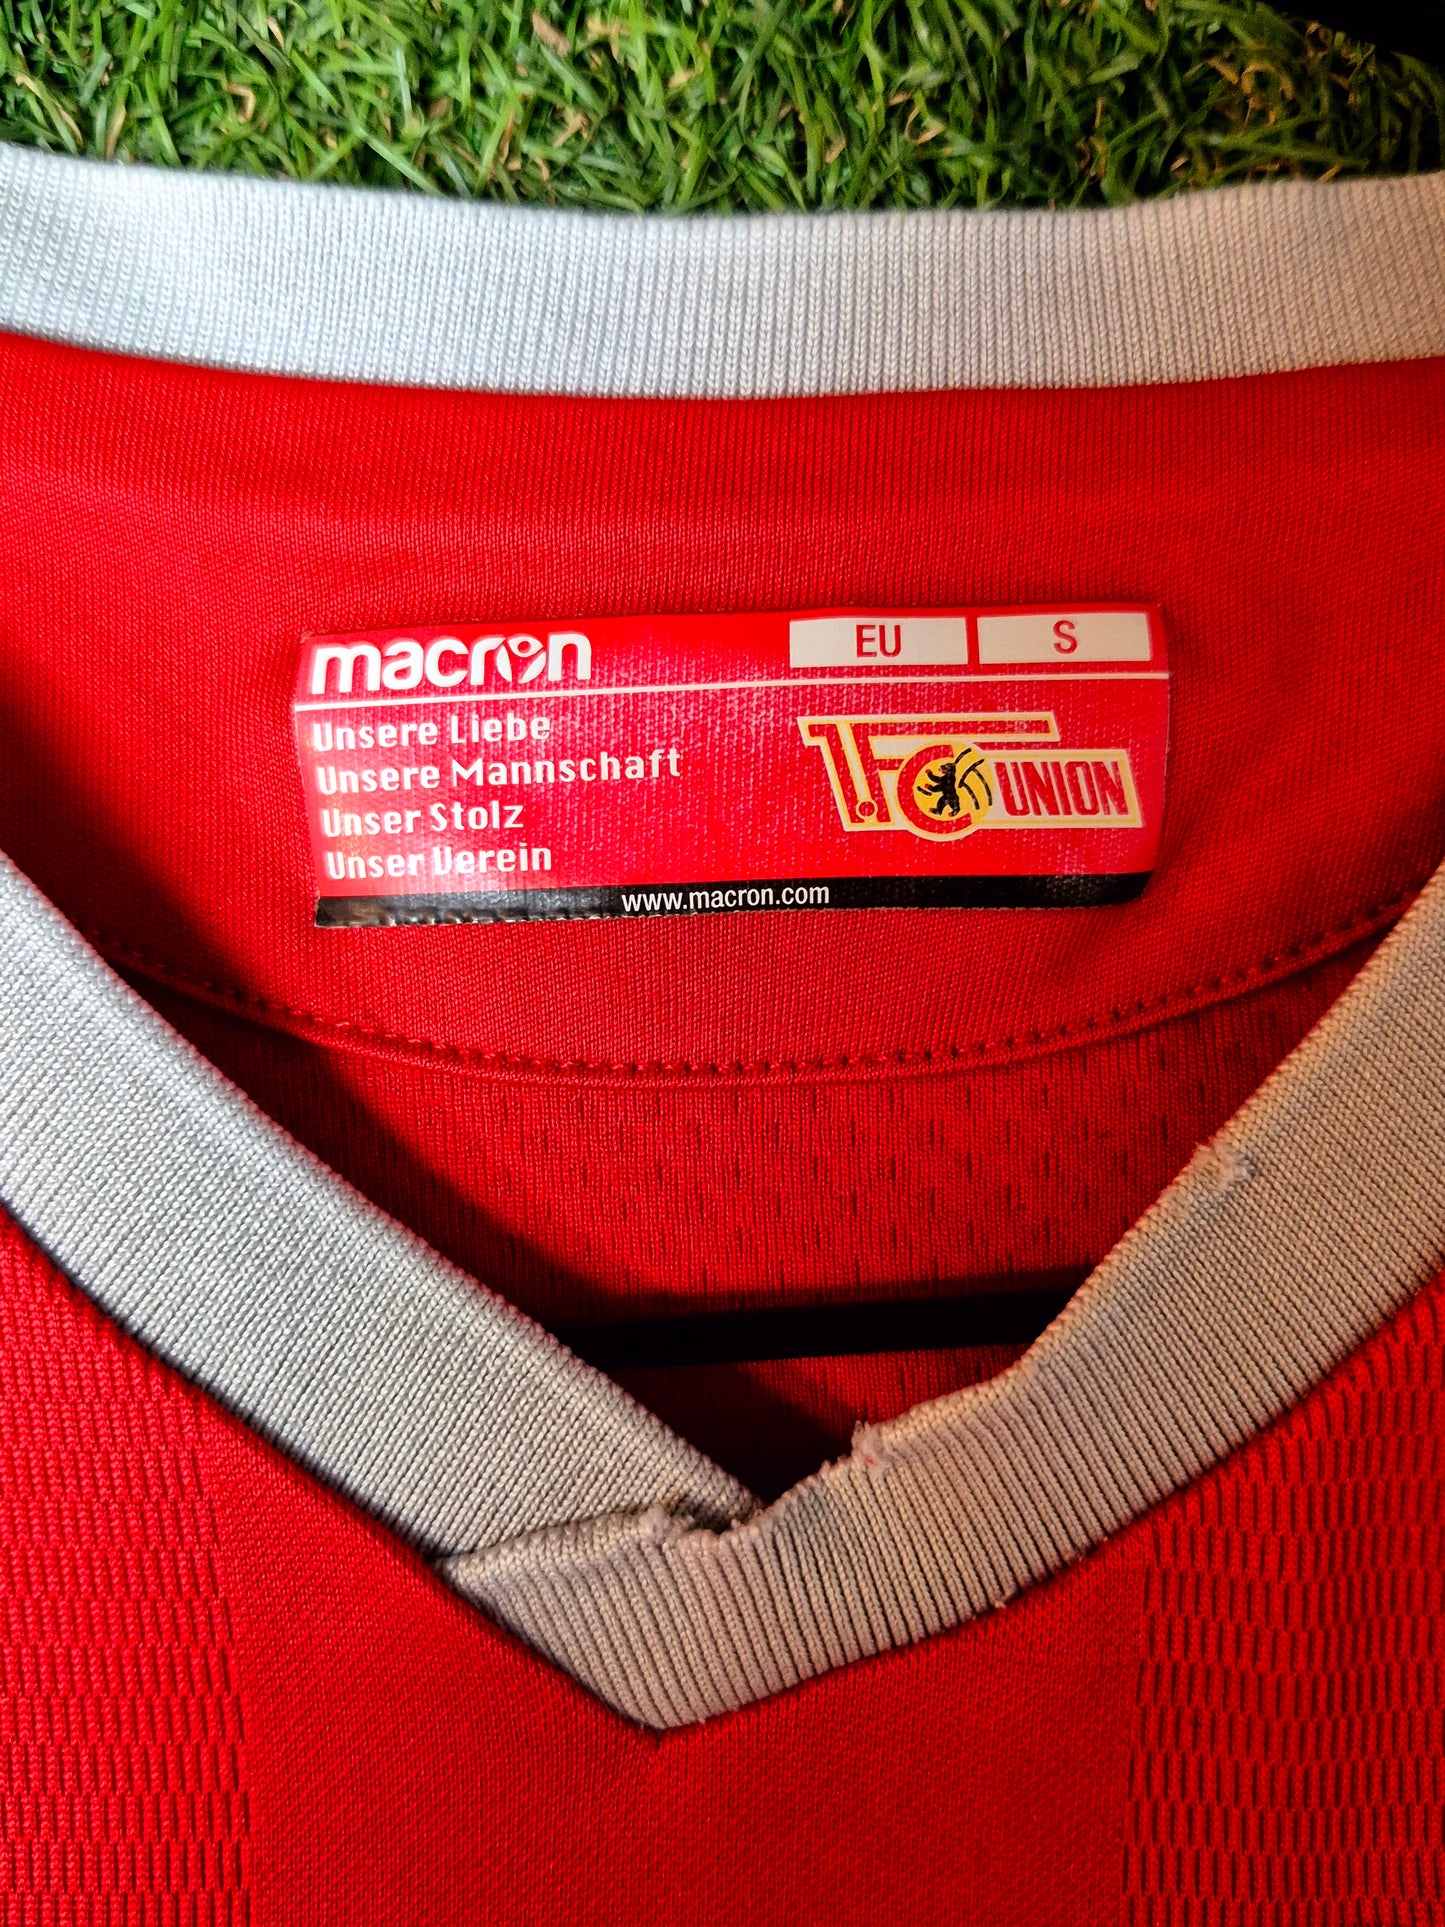 macron
EU S
Unsere Liebe
Unsere Mannschaft
Unser Stolz
Unser Verein
1.FC UNION
www.macron.com